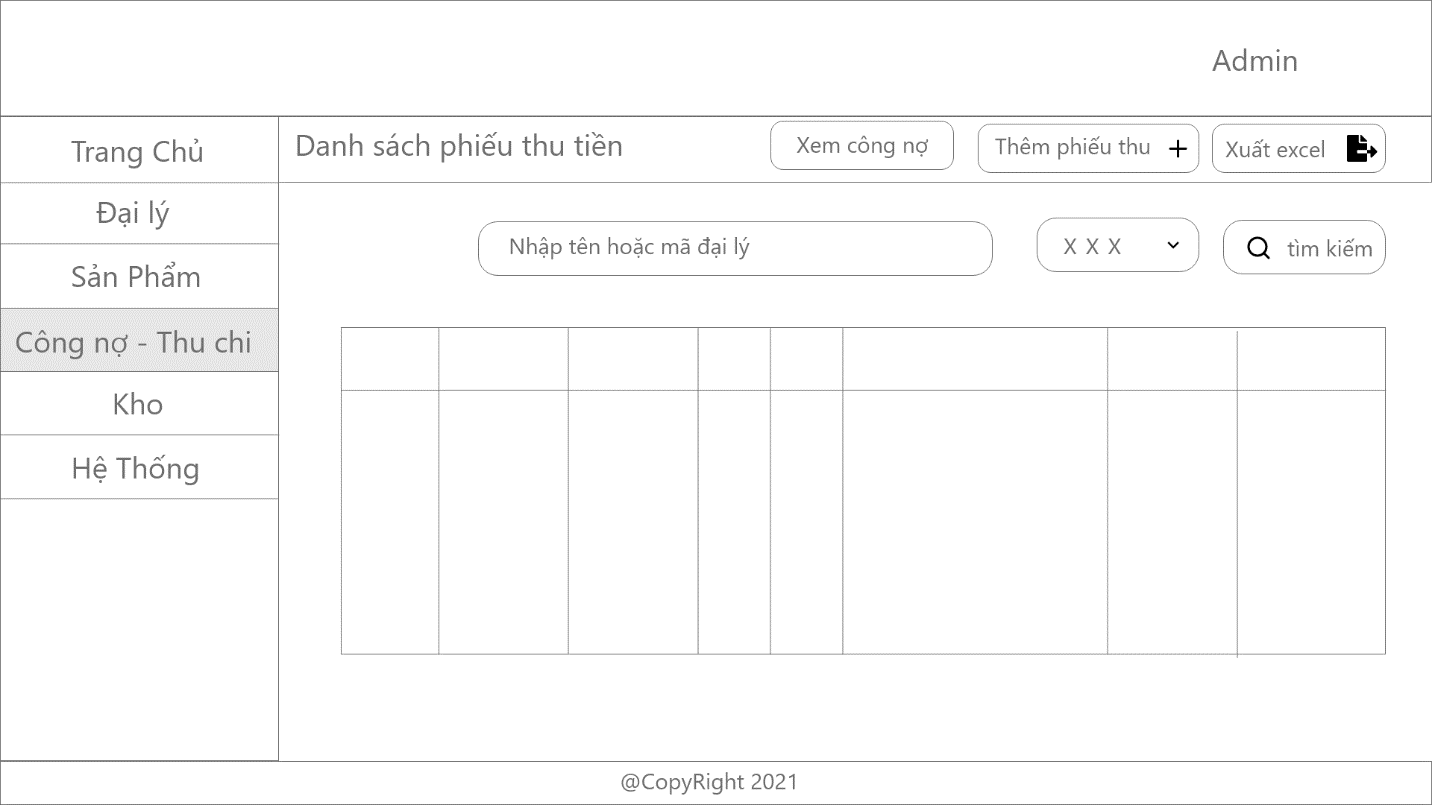 Admin
Trang Chủ
Danh sách phiếu thu tiền
Xem công nợ
Thêm phiếu thu
Xuất excel
Đại lý
Nhập tên hoặc mã đại lý
X X X
tìm kiếm
Sản Phẩm
Công nợ - Thu chi
Kho
Hệ Thống
@CopyRight 2021